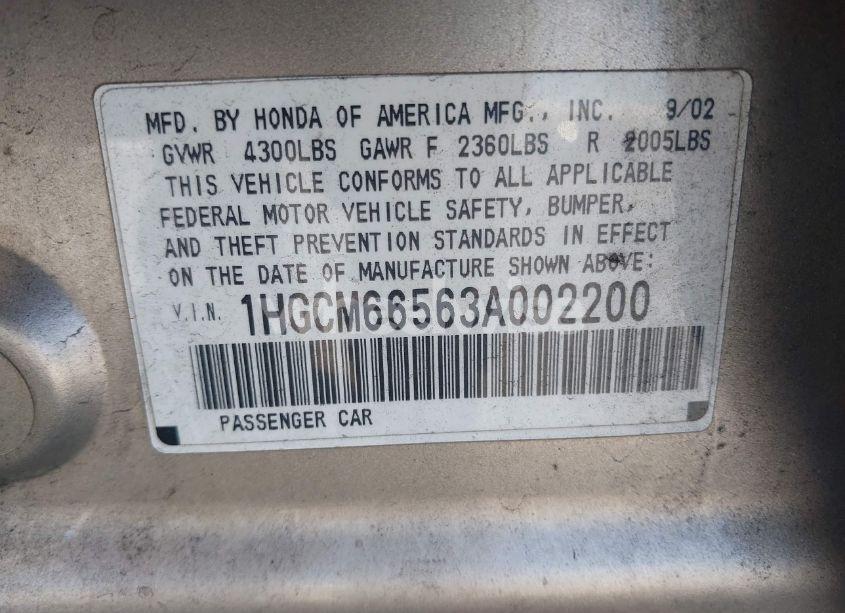 MFD. BY HONDA OF AMERICA MFG., INC. 9/02
GVWR 4300LBS GAWR F 2360LBS R 2005LBS
THIS VEHICLE CONFORMS TO ALL APPLICABLE
FEDERAL MOTOR VEHICLE SAFETY, BUMPER,
AND THEFT PREVENTION STANDARDS IN EFFECT
ON THE DATE OF MANUFACTURE SHOWN ABOVE:
V.I.N. 1HGCM66563A002200
PASSENGER CAR